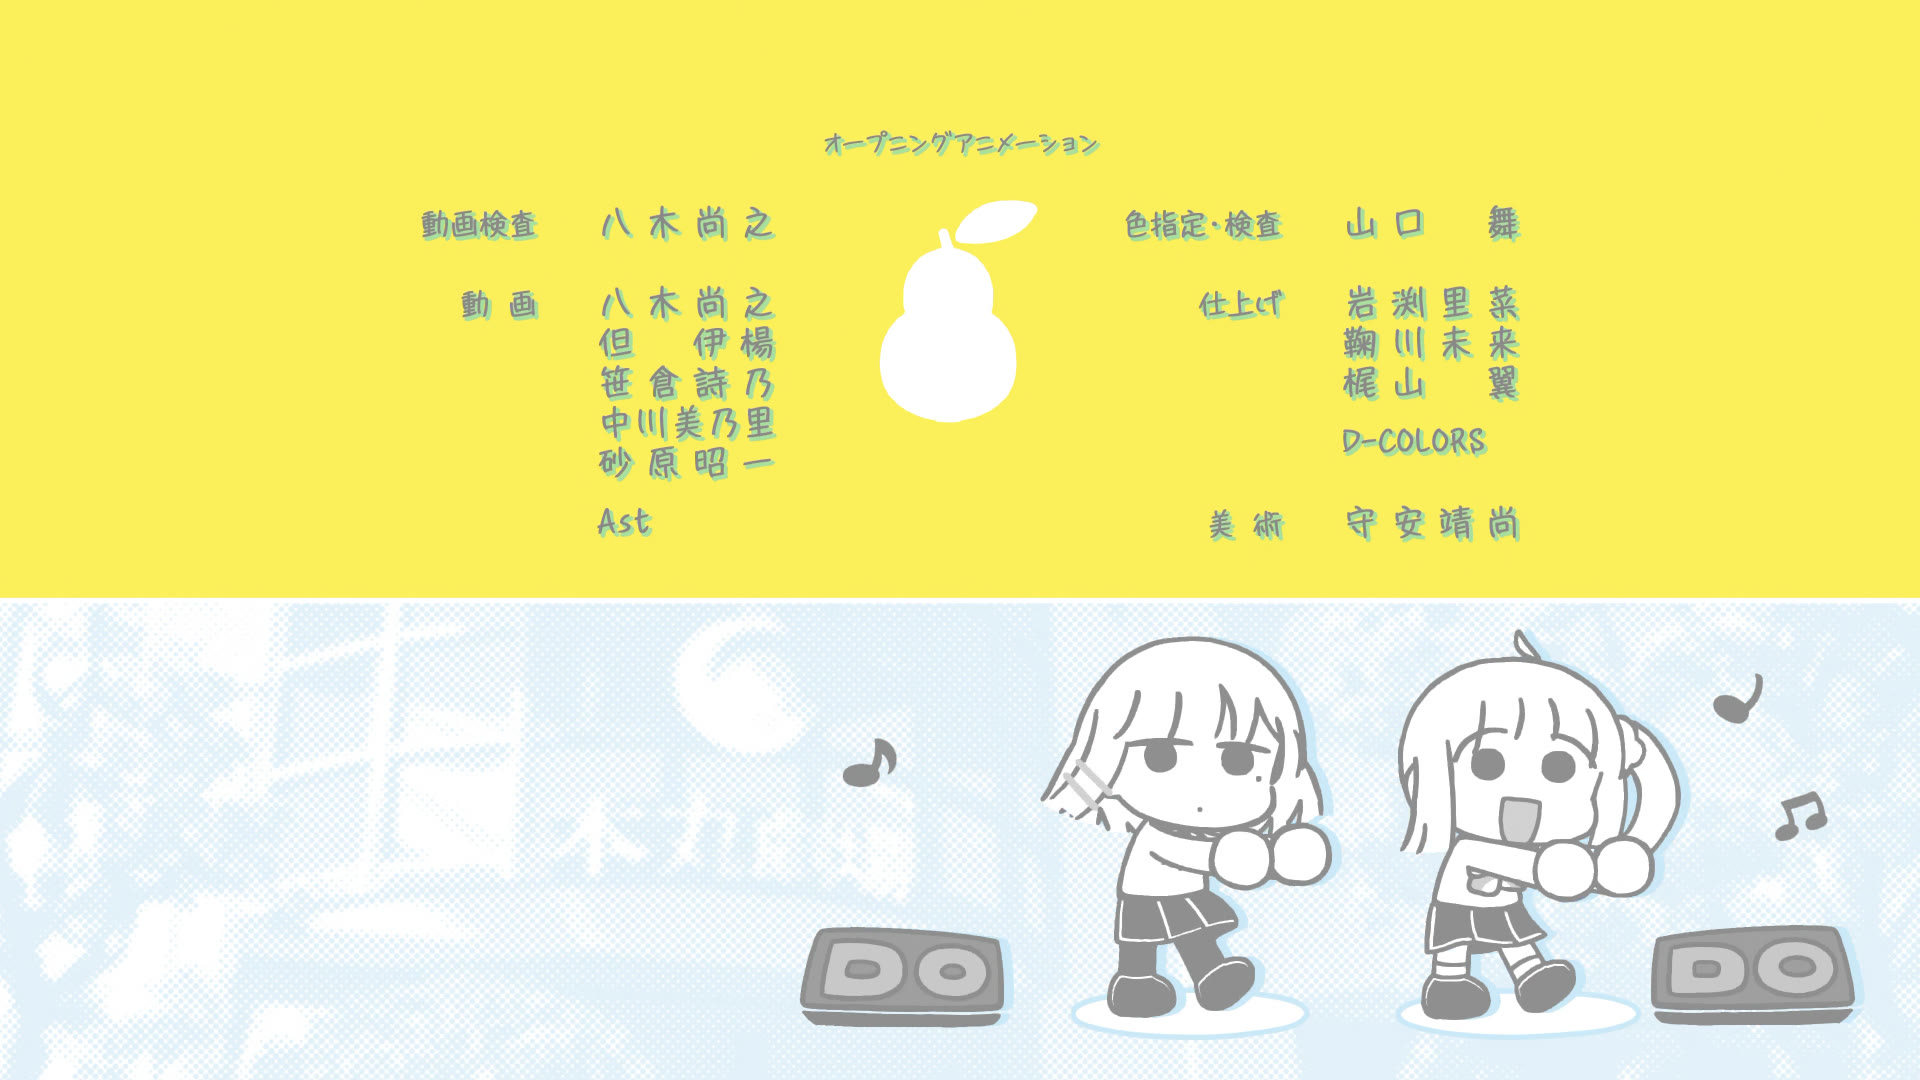 オープニングアニメーション
動画検査 八木尚之
動画 八木尚之
但 伊楊
笹倉詩乃
中川美乃里
砂原昭一
Ast
色指定・検査 山口 舞
仕上げ 岩渕里菜
鞠川未来
梶山 翼
D-COLORS
美術 守安靖尚
DO
DO